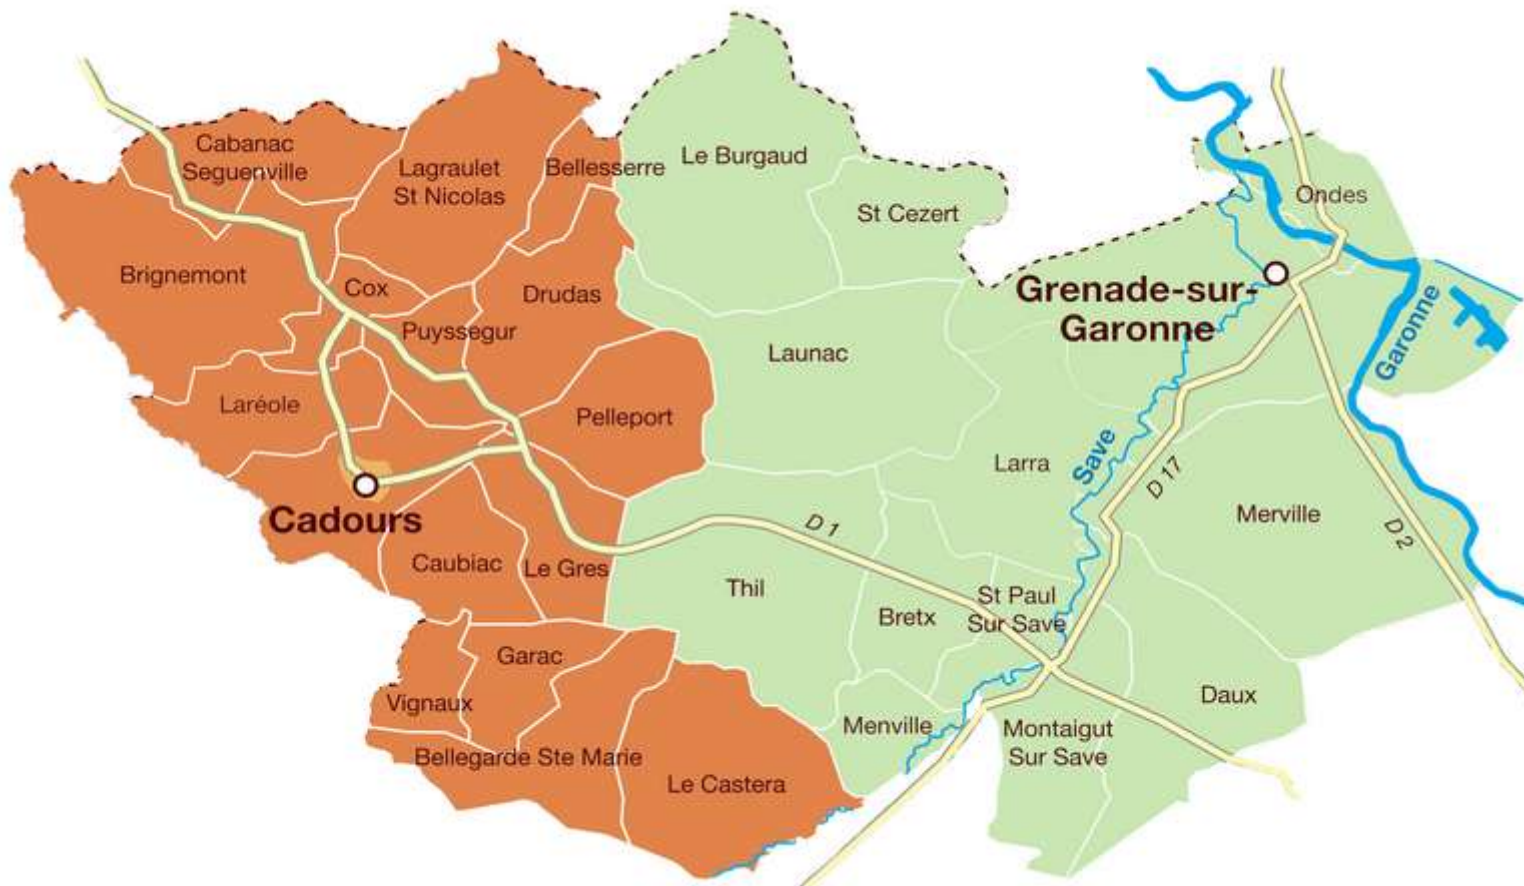 Cabanac
Seguenville
Lagraulet
St Nicolas
Bellesserre
Le Burgaud
St Cezert
Ondes
Brignemont
Cox
Drudas
Puyssegur
Launac
Grenade-sur-
Garonne
Garonne
Laréole
Pelleport
Larra
Save
D 17
Merville
D 2
Cadours
D 1
Caubiac
Le Gres
Thil
Bretx
St Paul
Sur Save
Garac
Vignaux
Daux
Menville
Montaigut
Sur Save
Bellegarde Ste Marie
Le Castera